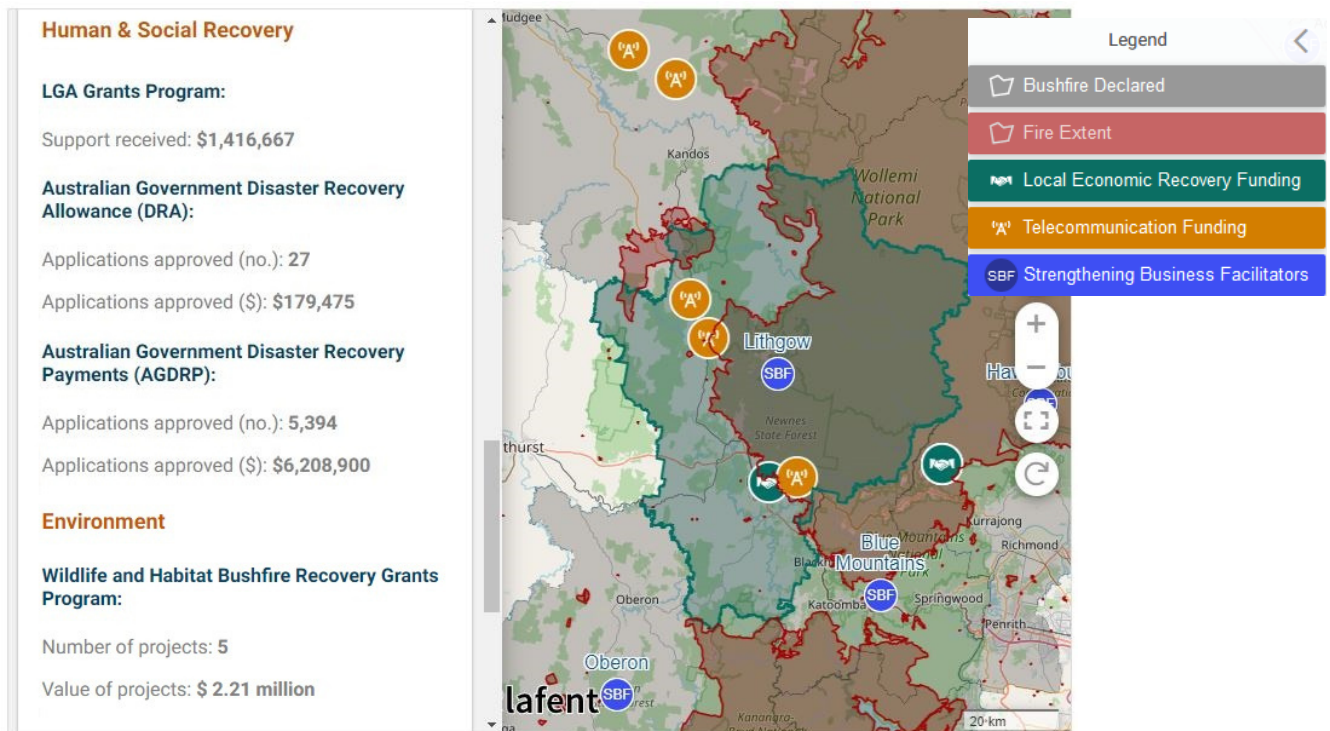 Human & Social Recovery
LGA Grants Program:
Support received: $1,416,667
Australian Government Disaster Recovery
Allowance (DRA):
Applications approved (no.): 27
Applications approved ($): $179,475
Australian Government Disaster Recovery
Payments (AGDRP):
Applications approved (no.): 5,394
Applications approved ($): $6,208,900
Environment
Wildlife and Habitat Bushfire Recovery Grants
Program:
Number of projects: 5
Value of projects: $ 2.21 million
Mudgee
Kandos
Wollemi
National
Park
Lithgow
SBF
Newnes
State Forest
thurst
Kurrajong
Richmond
Blue
Mountains
SBF
Katoomba
Springwood
Penrith
Oberon
Oberon
SBF
lafent
Kanangra-
20 km
Legend
Bushfire Declared
Fire Extent
Local Economic Recovery Funding
Telecommunication Funding
SBF Strengthening Business Facilitators